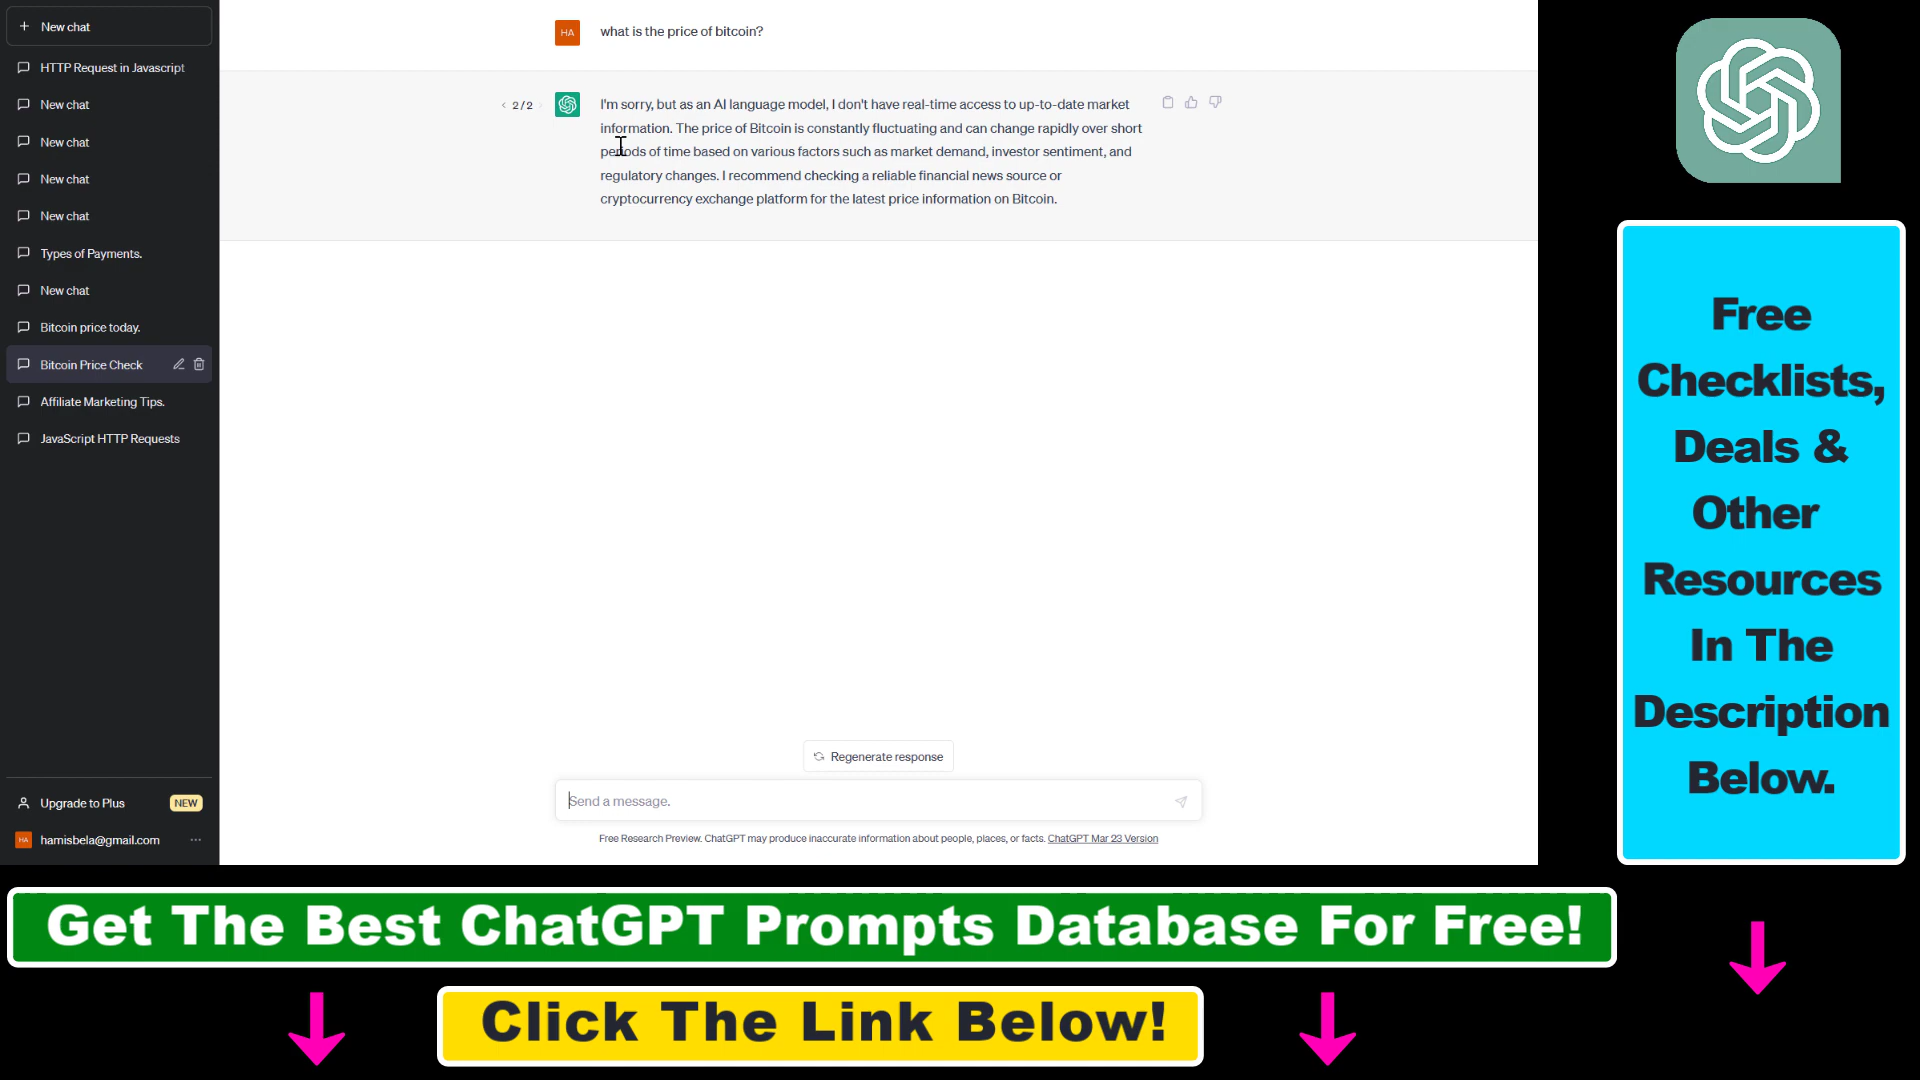 New chat
HTTP Request in Javascript
New chat
New chat
New chat
New chat
Types of Payments.
New chat
Bitcoin price today.
Bitcoin Price Check
Affiliate Marketing Tips.
JavaScript HTTP Requests
Upgrade to Plus NEW
HA hamisbela@gmail.com ...
HA what is the price of bitcoin?
< 2 / 2 >
I'm sorry, but as an AI language model, I don't have real-time access to up-to-date market
information. The price of Bitcoin is constantly fluctuating and can change rapidly over short
periods of time based on various factors such as market demand, investor sentiment, and
regulatory changes. I recommend checking a reliable financial news source or
cryptocurrency exchange platform for the latest price information on Bitcoin.
Regenerate response
Send a message.
Free Research Preview. ChatGPT may produce inaccurate information about people, places, or facts. ChatGPT Mar 23 Version
Free
Checklists,
Deals &
Other
Resources
In The
Description
Below.
Get The Best ChatGPT Prompts Database For Free!
Click The Link Below!